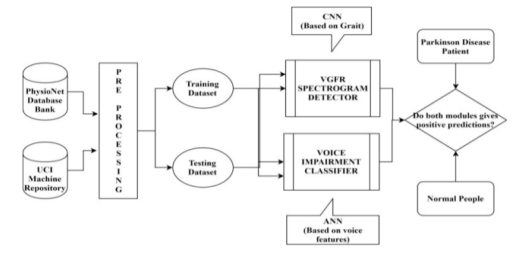 CNN
(Based on Grait)
Parkinson Disease
Patient
PhysioNet
Database
Bank
UCI
Machine
Repository
P
R
E
P
R
O
C
E
S
S
I
N
G
Training
Dataset
Testing
Dataset
VGFR
SPECTROGRAM
DETECTOR
VOICE
IMPAIRMENT
CLASSIFIER
Do both modules gives
positive predictions?
Normal People
ANN
(Based on voice
features)